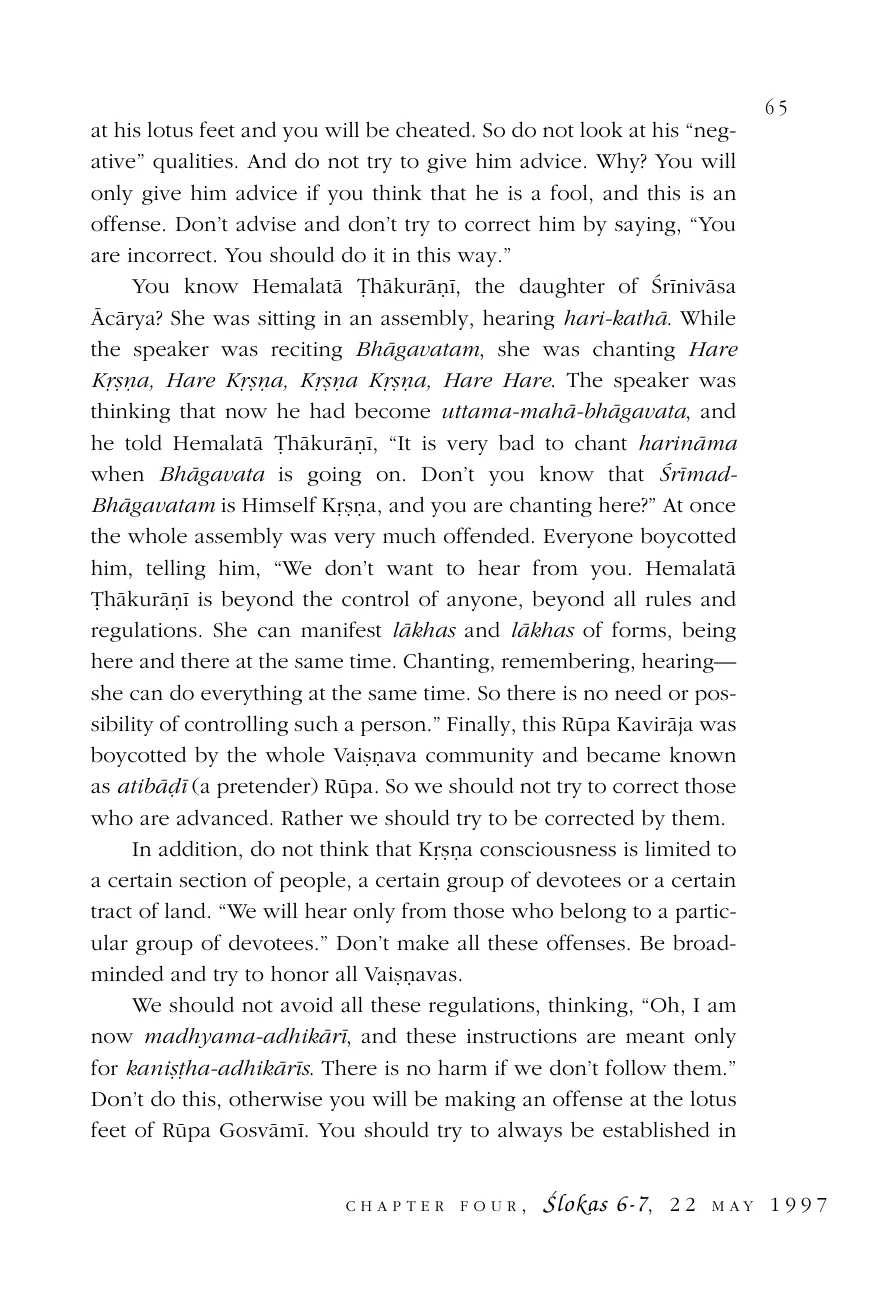 65
at his lotus feet and you will be cheated. So do not look at his “neg-
ative” qualities. And do not try to give him advice. Why? You will
only give him advice if you think that he is a fool, and this is an
offense. Don’t advise and don’t try to correct him by saying, “You
are incorrect. You should do it in this way.”
You know Hemalatā Ṭhākurāṇī, the daughter of Śrīnivāsa
Ācārya? She was sitting in an assembly, hearing hari-kathā. While
the speaker was reciting Bhāgavatam, she was chanting Hare
Kṛṣṇa, Hare Kṛṣṇa, Kṛṣṇa Kṛṣṇa, Hare Hare. The speaker was
thinking that now he had become uttama-mahā-bhāgavata, and
he told Hemalatā Ṭhākurāṇī, “It is very bad to chant harināma
when Bhāgavata is going on. Don’t you know that Śrīmad-
Bhāgavatam is Himself Kṛṣṇa, and you are chanting here?” At once
the whole assembly was very much offended. Everyone boycotted
him, telling him, “We don’t want to hear from you. Hemalatā
Ṭhākurāṇī is beyond the control of anyone, beyond all rules and
regulations. She can manifest lākhas and lākhas of forms, being
here and there at the same time. Chanting, remembering, hearing—
she can do everything at the same time. So there is no need or pos-
sibility of controlling such a person.” Finally, this Rūpa Kavirāja was
boycotted by the whole Vaiṣṇava community and became known
as atibāḍī (a pretender) Rūpa. So we should not try to correct those
who are advanced. Rather we should try to be corrected by them.
In addition, do not think that Kṛṣṇa consciousness is limited to
a certain section of people, a certain group of devotees or a certain
tract of land. “We will hear only from those who belong to a partic-
ular group of devotees.” Don’t make all these offenses. Be broad-
minded and try to honor all Vaiṣṇavas.
We should not avoid all these regulations, thinking, “Oh, I am
now madhyama-adhikārī, and these instructions are meant only
for kaniṣṭha-adhikārīs. There is no harm if we don’t follow them.”
Don’t do this, otherwise you will be making an offense at the lotus
feet of Rūpa Gosvāmī. You should try to always be established in
CHAPTER FOUR, Ślokas 6-7, 22 MAY 1997